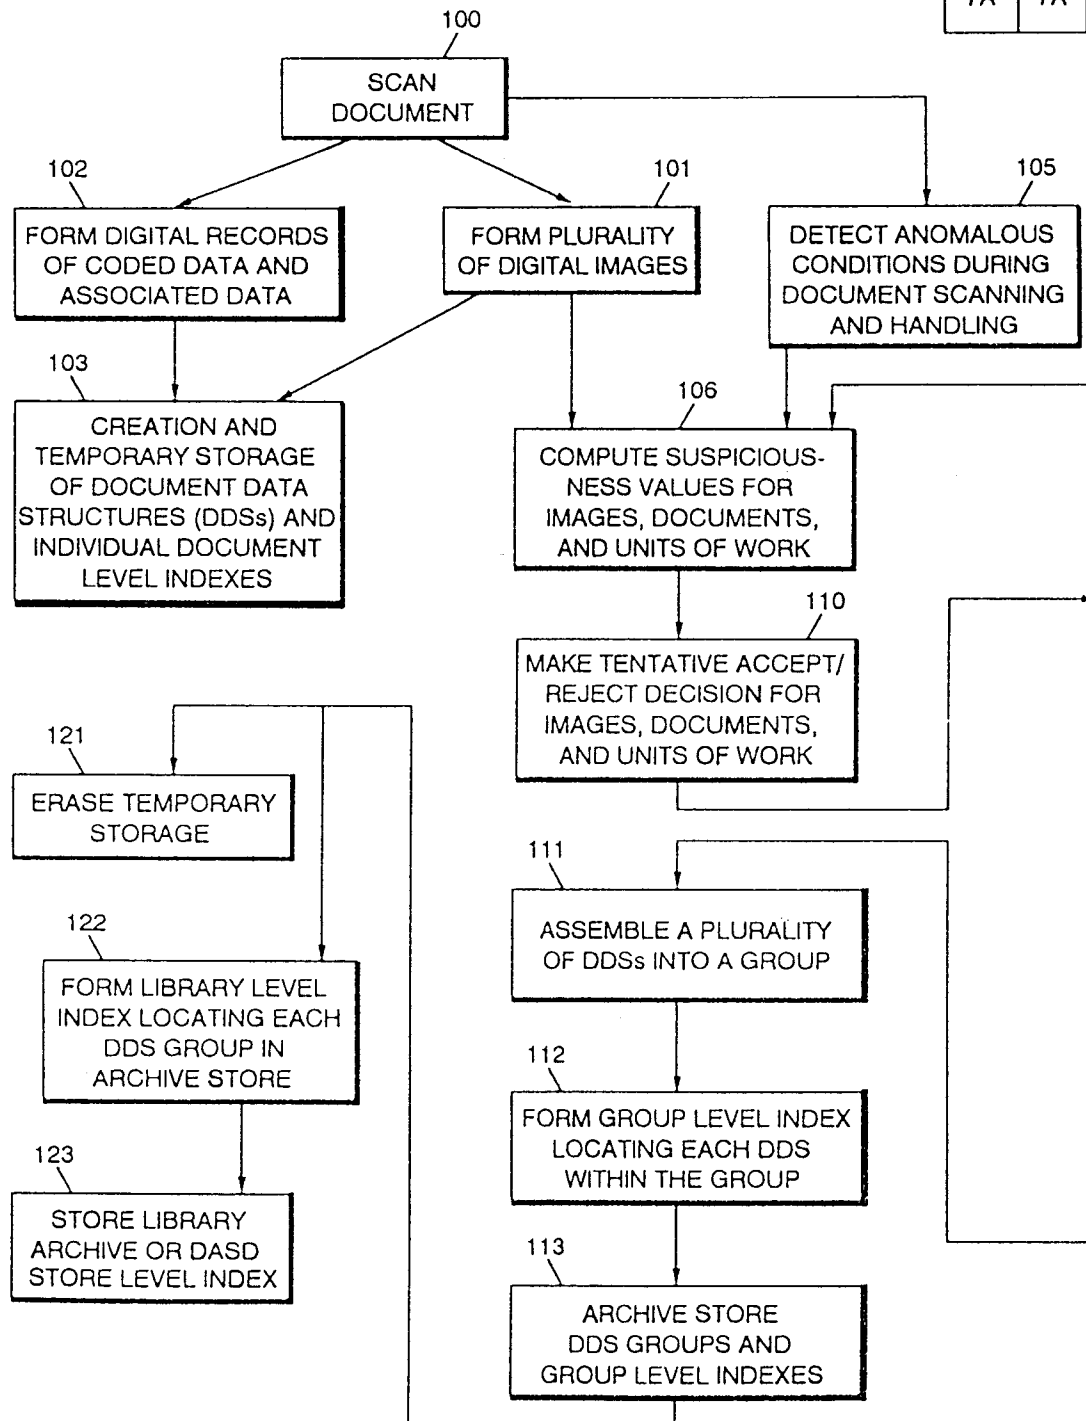 100
SCAN
DOCUMENT
102
101
105
FORM DIGITAL RECORDS
OF CODED DATA AND
ASSOCIATED DATA
FORM PLURALITY
OF DIGITAL IMAGES
DETECT ANOMALOUS
CONDITIONS DURING
DOCUMENT SCANNING
AND HANDLING
103
CREATION AND
TEMPORARY STORAGE
OF DOCUMENT DATA
STRUCTURES (DDSs) AND
INDIVIDUAL DOCUMENT
LEVEL INDEXES
106
COMPUTE SUSPICIOUS-
NESS VALUES FOR
IMAGES, DOCUMENTS,
AND UNITS OF WORK
110
MAKE TENTATIVE ACCEPT/
REJECT DECISION FOR
IMAGES, DOCUMENTS,
AND UNITS OF WORK
121
ERASE TEMPORARY
STORAGE
111
ASSEMBLE A PLURALITY
OF DDSs INTO A GROUP
122
FORM LIBRARY LEVEL
INDEX LOCATING EACH
DDS GROUP IN
ARCHIVE STORE
112
FORM GROUP LEVEL INDEX
LOCATING EACH DDS
WITHIN THE GROUP
123
STORE LIBRARY
ARCHIVE OR DASD
STORE LEVEL INDEX
113
ARCHIVE STORE
DDS GROUPS AND
GROUP LEVEL INDEXES